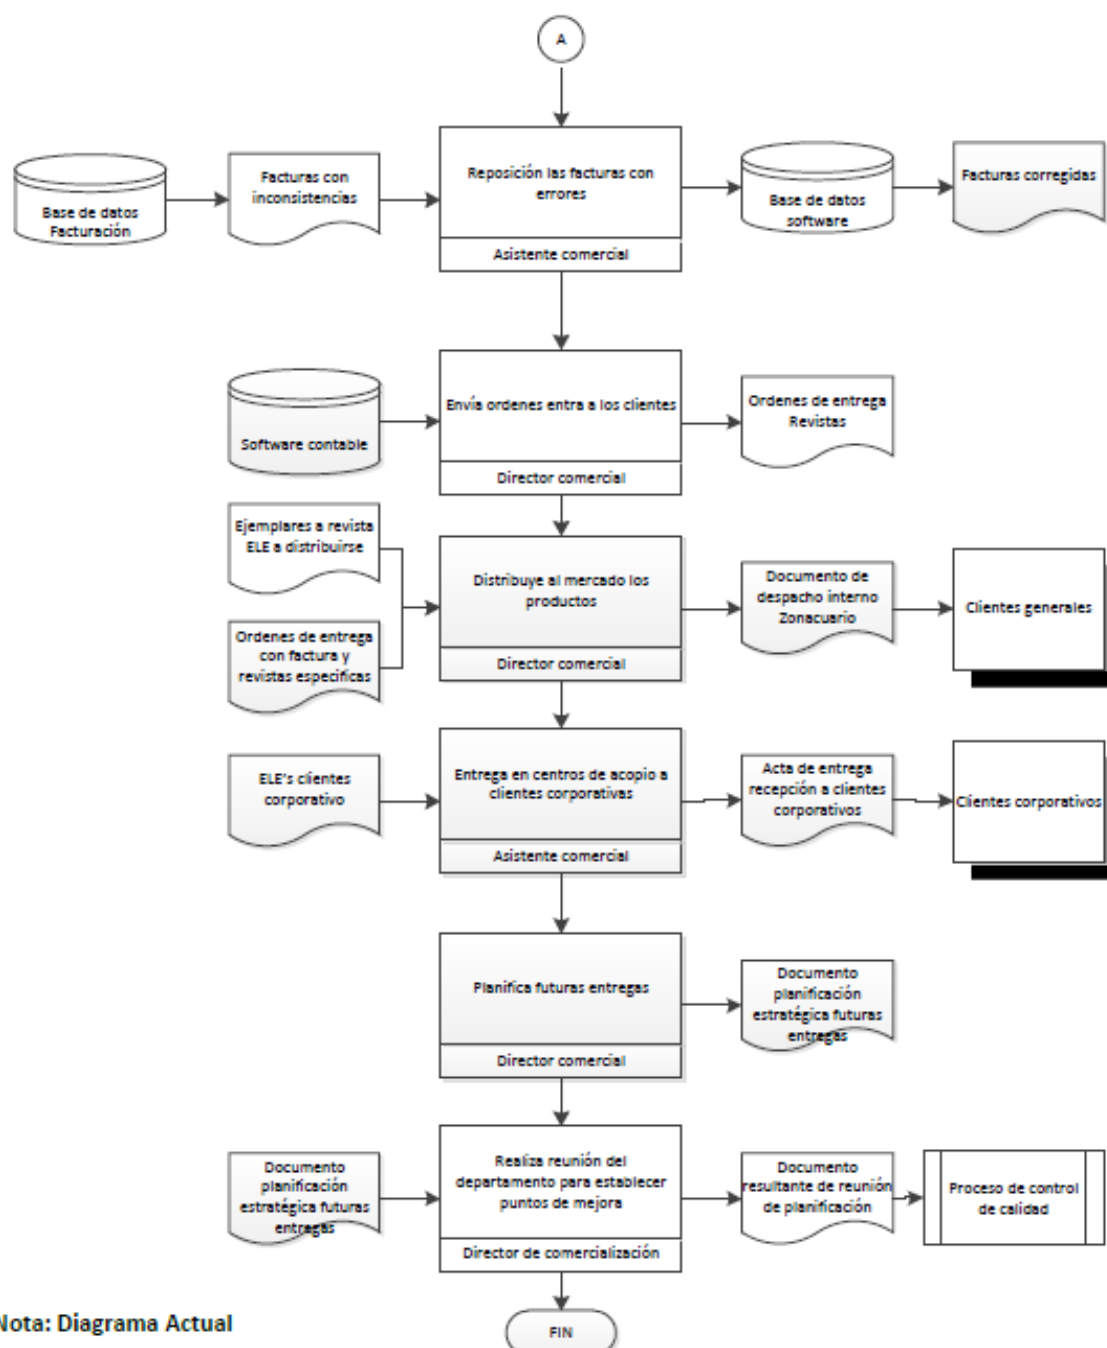 A
Base de datos
Facturación
Facturas con
inconsistencias
Reposición las facturas con
errores
Asistente comercial
Base de datos
software
Facturas corregidas
Software contable
Envía ordenes entra a los clientes
Director comercial
Ordenes de entrega
Revistas
Ejemplares a revista
ELE a distribuirse
Ordenes de entrega
con factura y
revistas especificas
Distribuye al mercado los
productos
Director comercial
Documento de
despacho interno
Zonacuario
Clientes generales
ELE's clientes
corporativo
Entrega en centros de acopio a
clientes corporativas
Asistente comercial
Acta de entrega
recepción a clientes
corporativos
Clientes corporativos
Planifica futuras entregas
Director comercial
Documento
planificación
estratégica futuras
entregas
Documento
planificación
estratégica futuras
entregas
Realiza reunión del
departamento para establecer
puntos de mejora
Director de comercialización
Documento
resultante de reunión
de planificación
Proceso de control
de calidad
FIN
Nota: Diagrama Actual